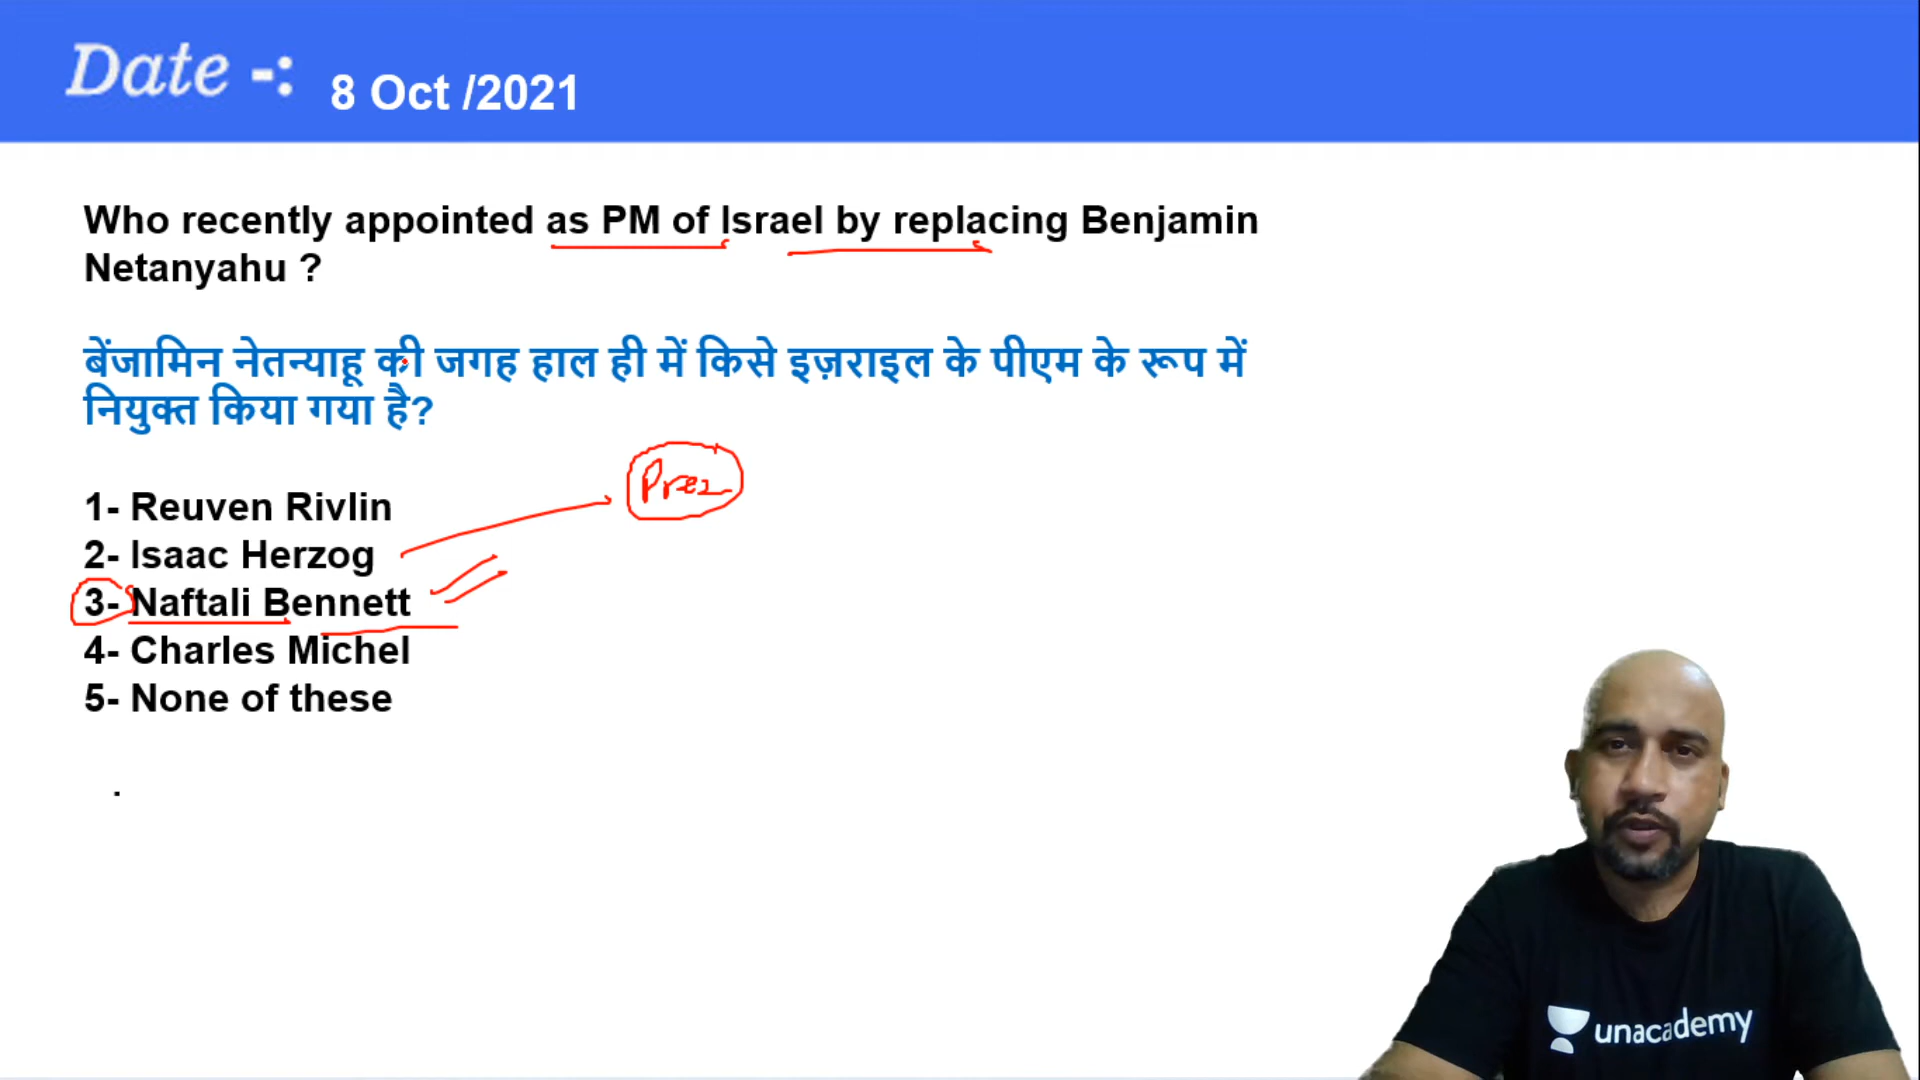 Date -: 8 Oct /2021
Who recently appointed as PM of Israel by replacing Benjamin
Netanyahu ?
बेंजामिन नेतन्याहू की जगह हाल ही में किसे इज़राइल के पीएम के रूप में
नियुक्त किया गया है?
Prez
1- Reuven Rivlin
2- Isaac Herzog
3- Naftali Bennett
4- Charles Michel
5- None of these
.
unacademy